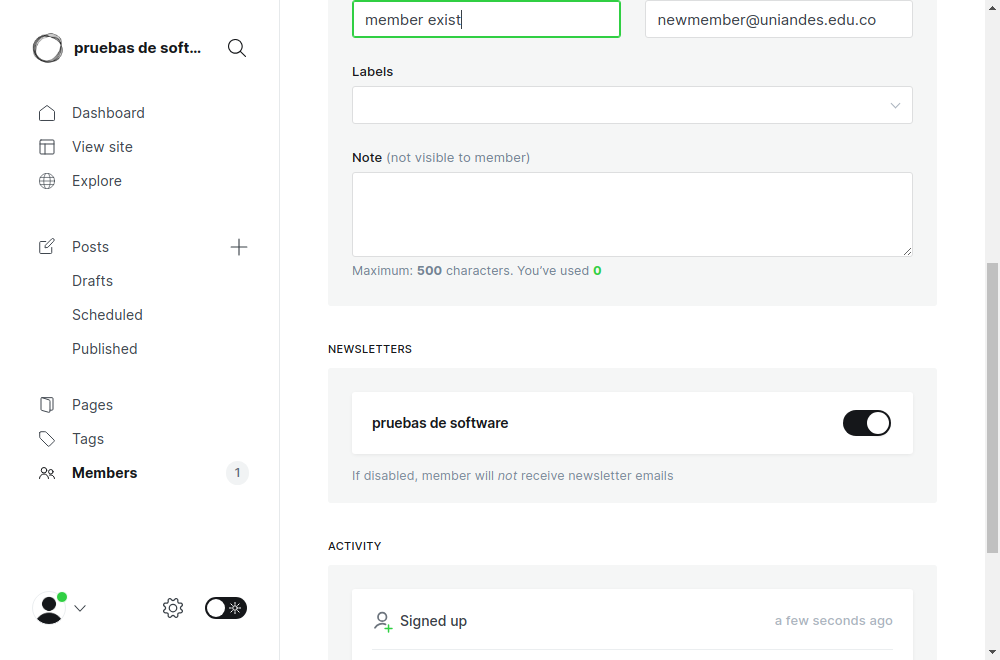 pruebas de soft...
Dashboard
View site
Explore
Posts
Drafts
Scheduled
Published
Pages
Tags
Members 1
member exist
newmember@uniandes.edu.co
Labels
Note (not visible to member)
Maximum: 500 characters. You’ve used 0
NEWSLETTERS
pruebas de software
If disabled, member will not receive newsletter emails
ACTIVITY
Signed up
a few seconds ago